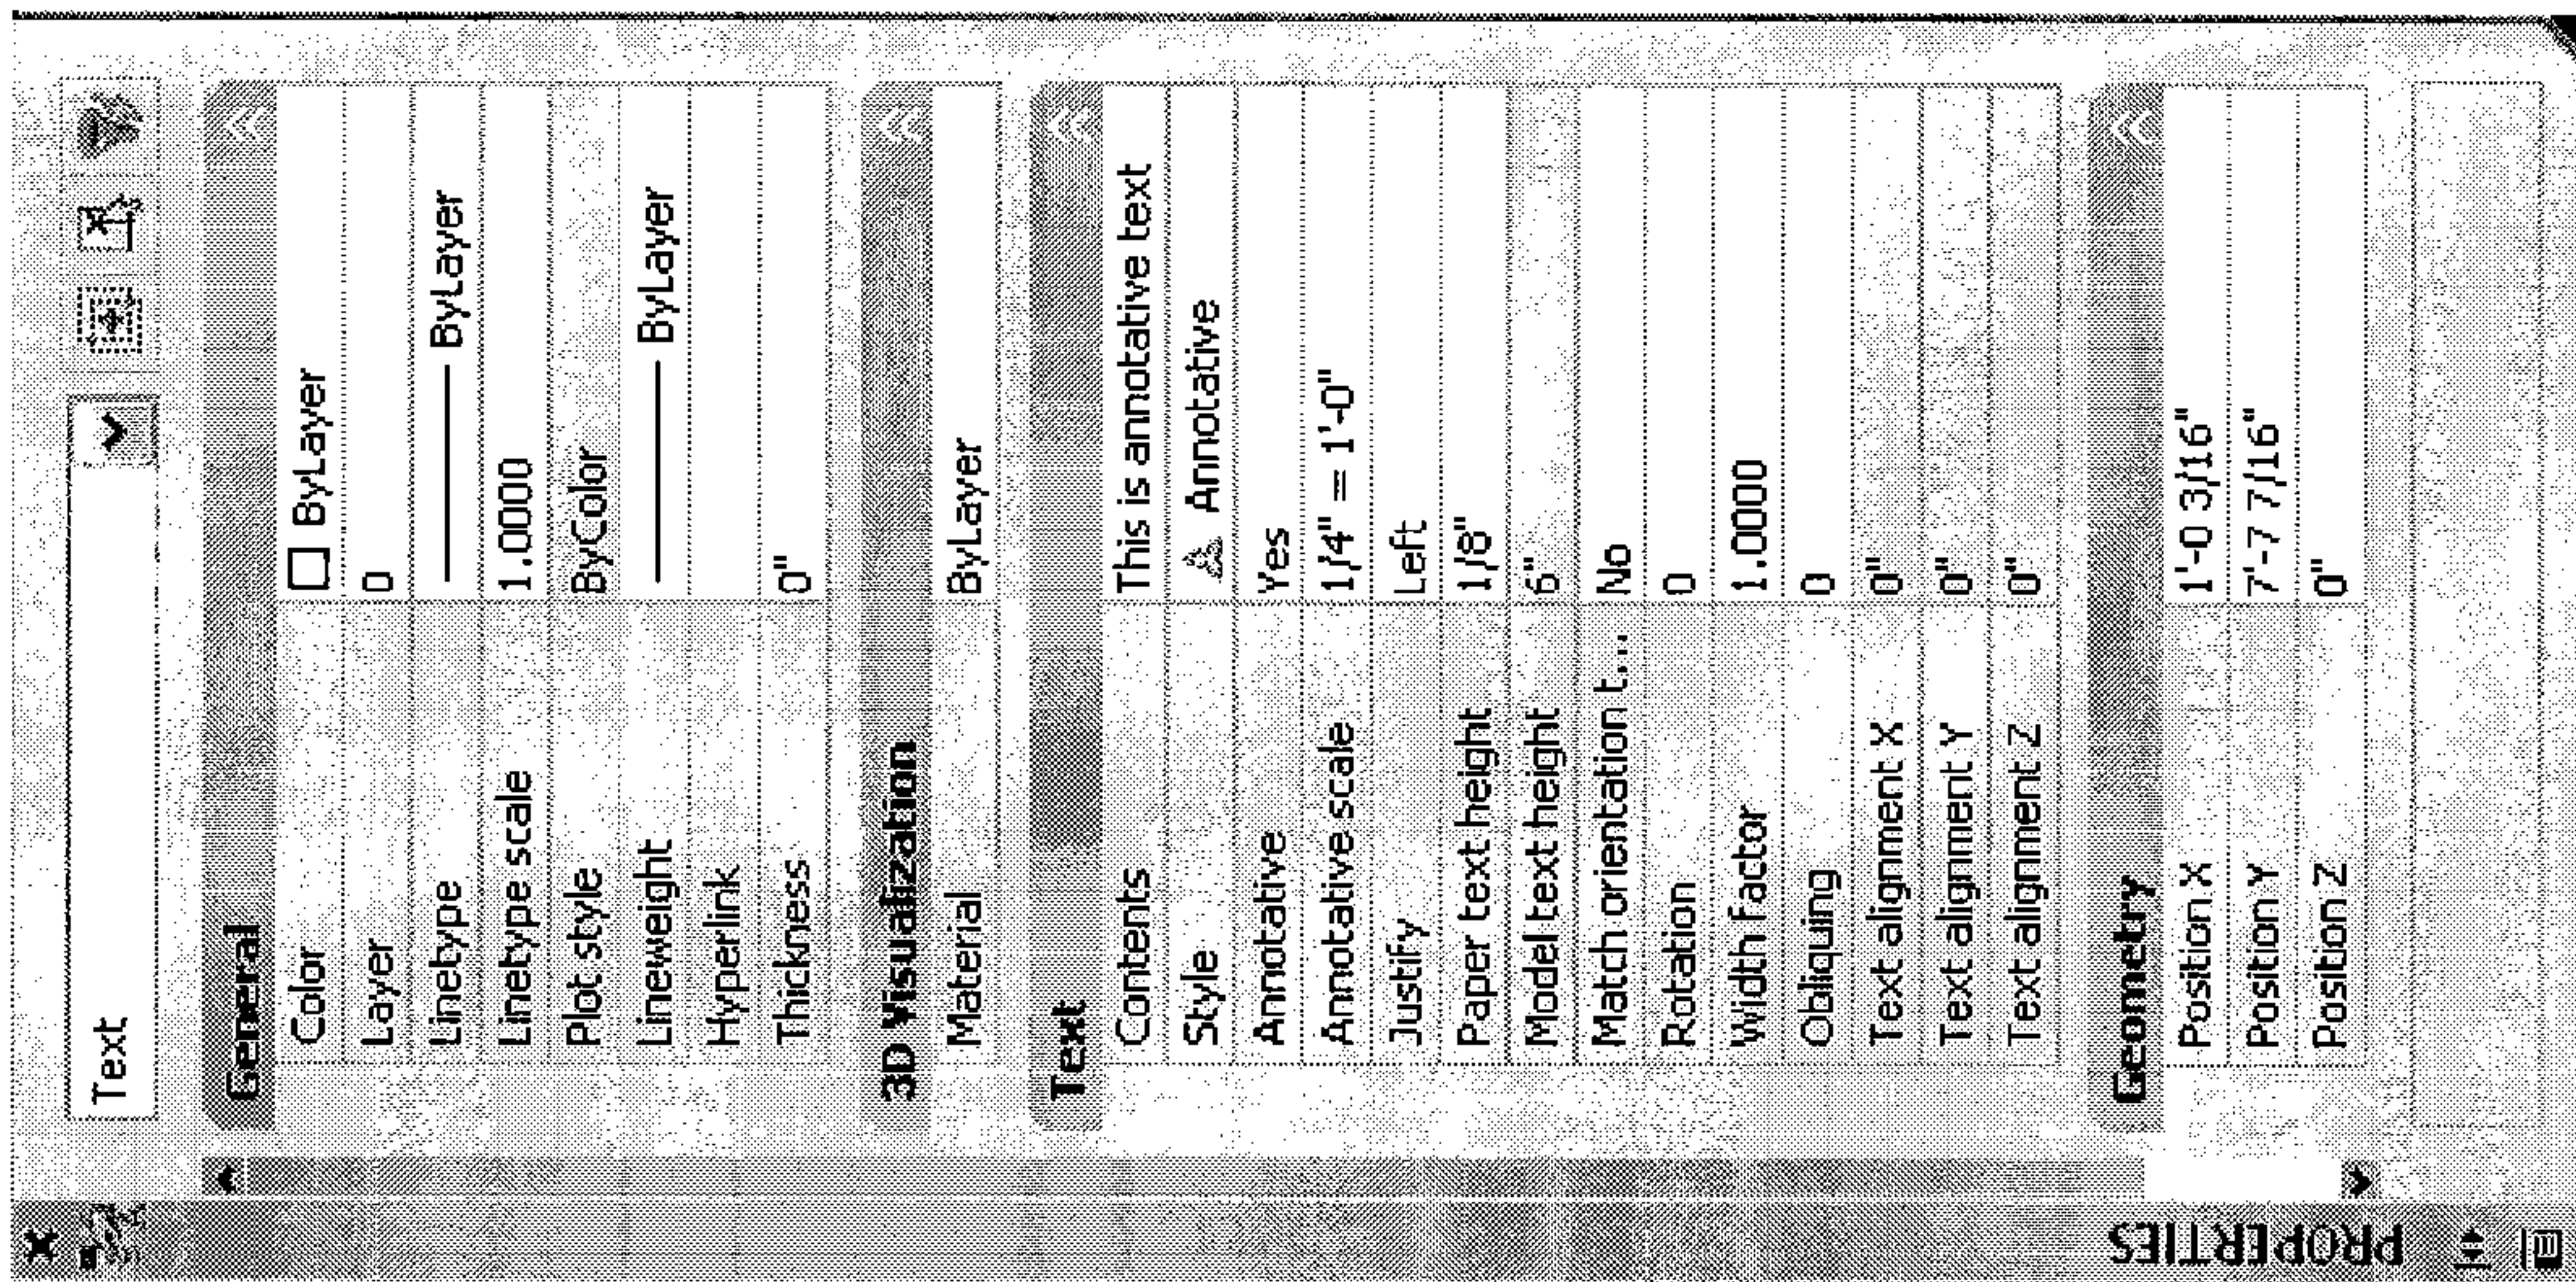 Text
General
Color ByLayer
Layer 0
Linetype ByLayer
Linetype scale 1.0000
Plot style ByColor
Lineweight ByLayer
Hyperlink
Thickness 0"
3D Visualization
Material ByLayer
Text
Contents This is annotative text
Style Annotative
Annotative Yes
Annotative scale 1/4" = 1'-0"
Justify Left
Paper text height 1/8"
Model text height 6"
Match orientation t...
No
Rotation 0
Width factor 1.0000
Obliquing 0
Text alignment X 0"
Text alignment Y 0"
Text alignment Z 0"
Geometry
Position X 1'-0 3/16"
Position Y 7'-7 7/16"
Position Z 0"
PROPERTIES